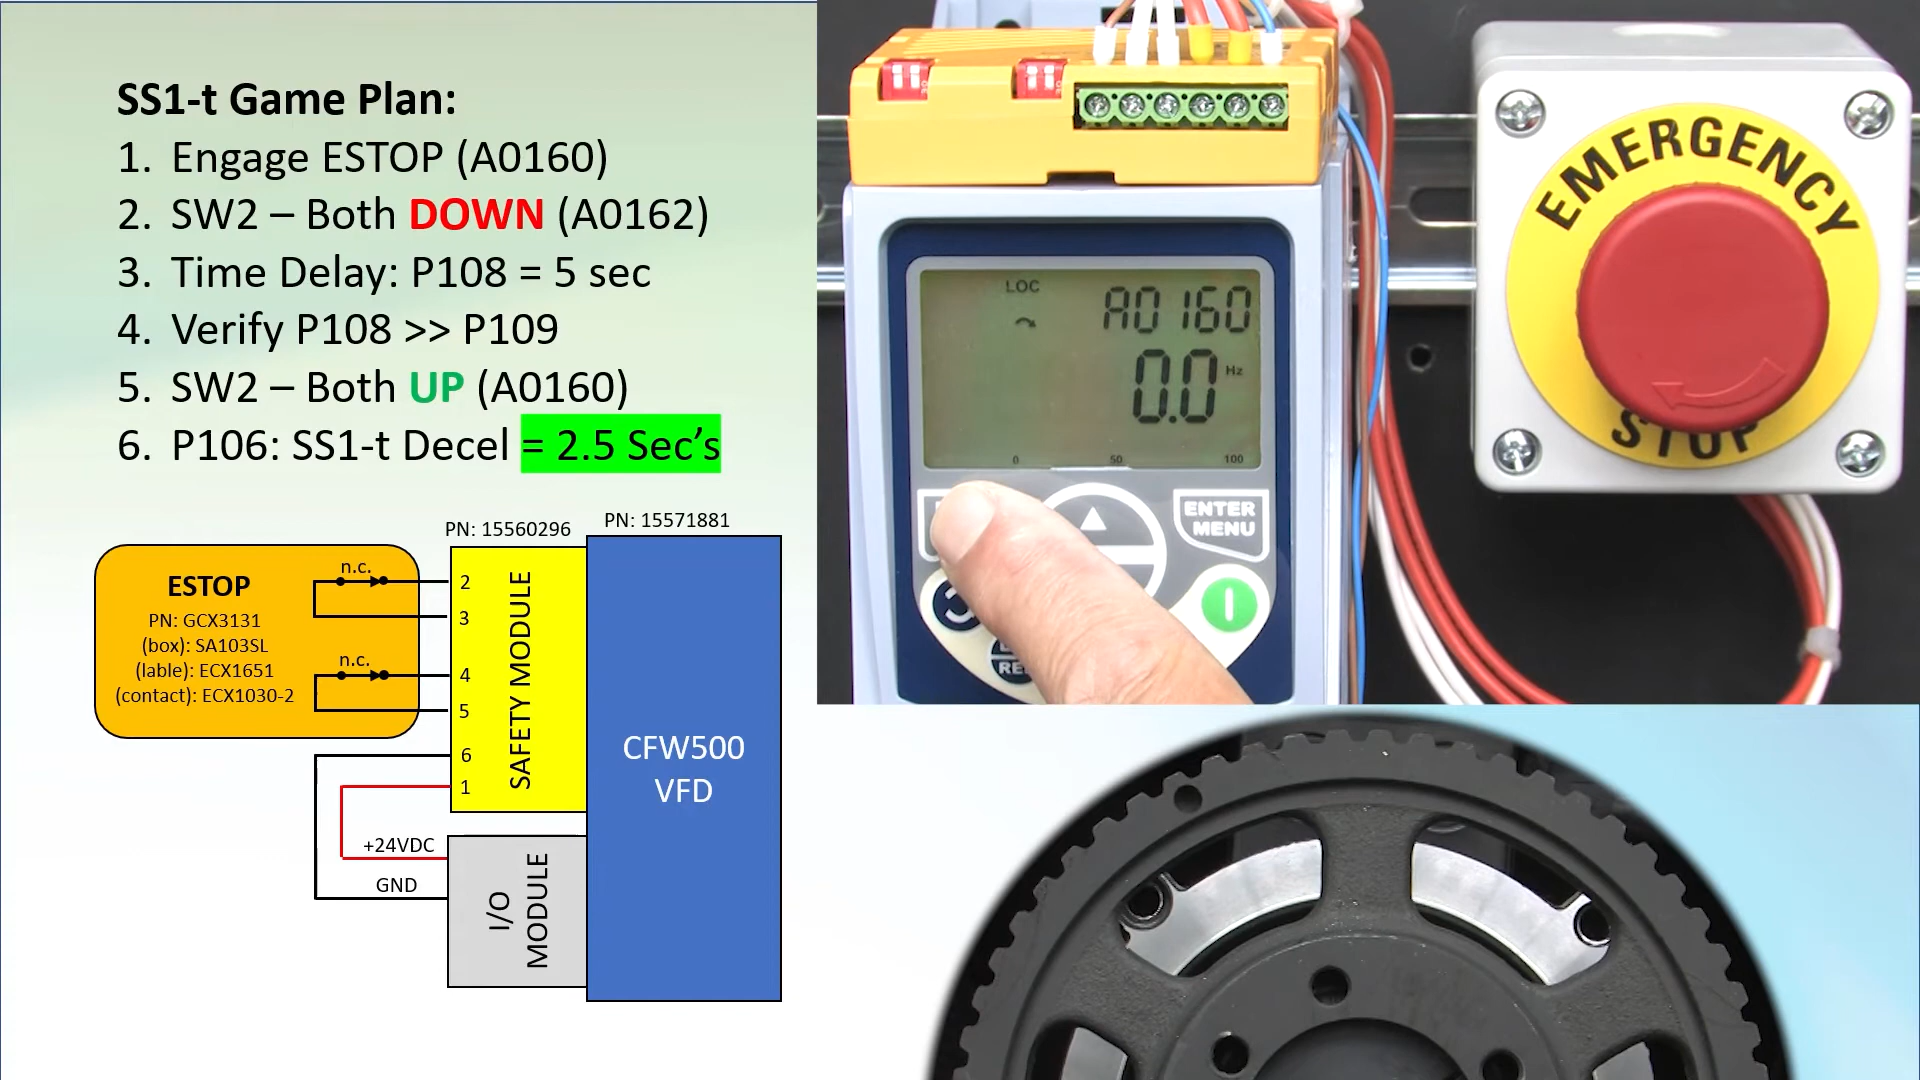 SS1-t Game Plan:
1. Engage ESTOP (A0160)
2. SW2 – Both DOWN (A0162)
3. Time Delay: P108 = 5 sec
4. Verify P108 >> P109
5. SW2 – Both UP (A0160)
6. P106: SS1-t Decel = 2.5 Sec’s
PN: 15560296
PN: 15571881
ESTOP
PN: GCX3131
(box): SA103SL
(lable): ECX1651
(contact): ECX1030-2
n.c.
n.c.
2
3
4
5
6
1
SAFETY MODULE
CFW500
VFD
+24VDC
GND
I/O
MODULE
LOC
A0160
0.0 Hz
0 50 100
ENTER
MENU
RE
EMERGENCY
STOP